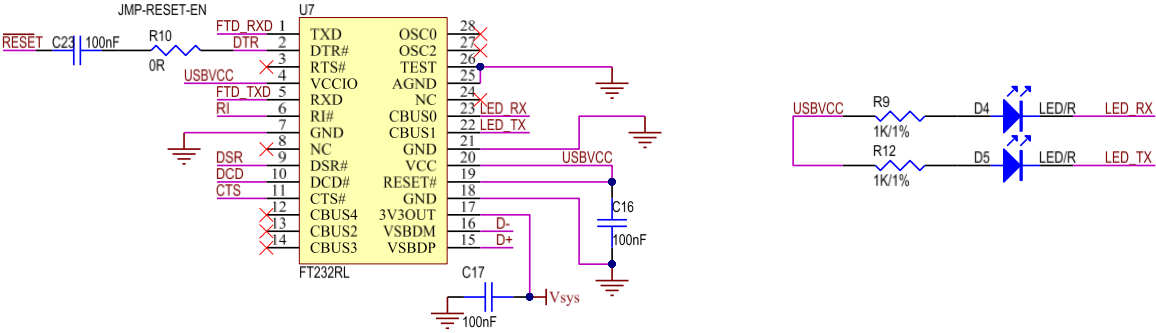 JMP-RESET-EN
U7
RESET
C23
100nF
R10
0R
FTD_RXD 1 TXD OSC0 28
DTR 2 DTR# OSC2 27
3 RTS# TEST 26
USBVCC 4 VCCIO AGND 25
FTD_TXD 5 RXD NC 24
RI 6 RI# CBUS0 23 LED_RX
7 GND CBUS1 22 LED_TX
8 NC GND 21
DSR 9 DSR# VCC 20 USBVCC
DCD 10 DCD# RESET# 19
CTS 11 CTS# GND 18
12 CBUS4 3V3OUT 17
13 CBUS2 VSBDM 16 D-
14 CBUS3 VSBDP 15 D+
FT232RL
C16
100nF
C17
100nF
Vsys
USBVCC
R9
1K/1%
D4
LED/R
LED_RX
R12
1K/1%
D5
LED/R
LED_TX